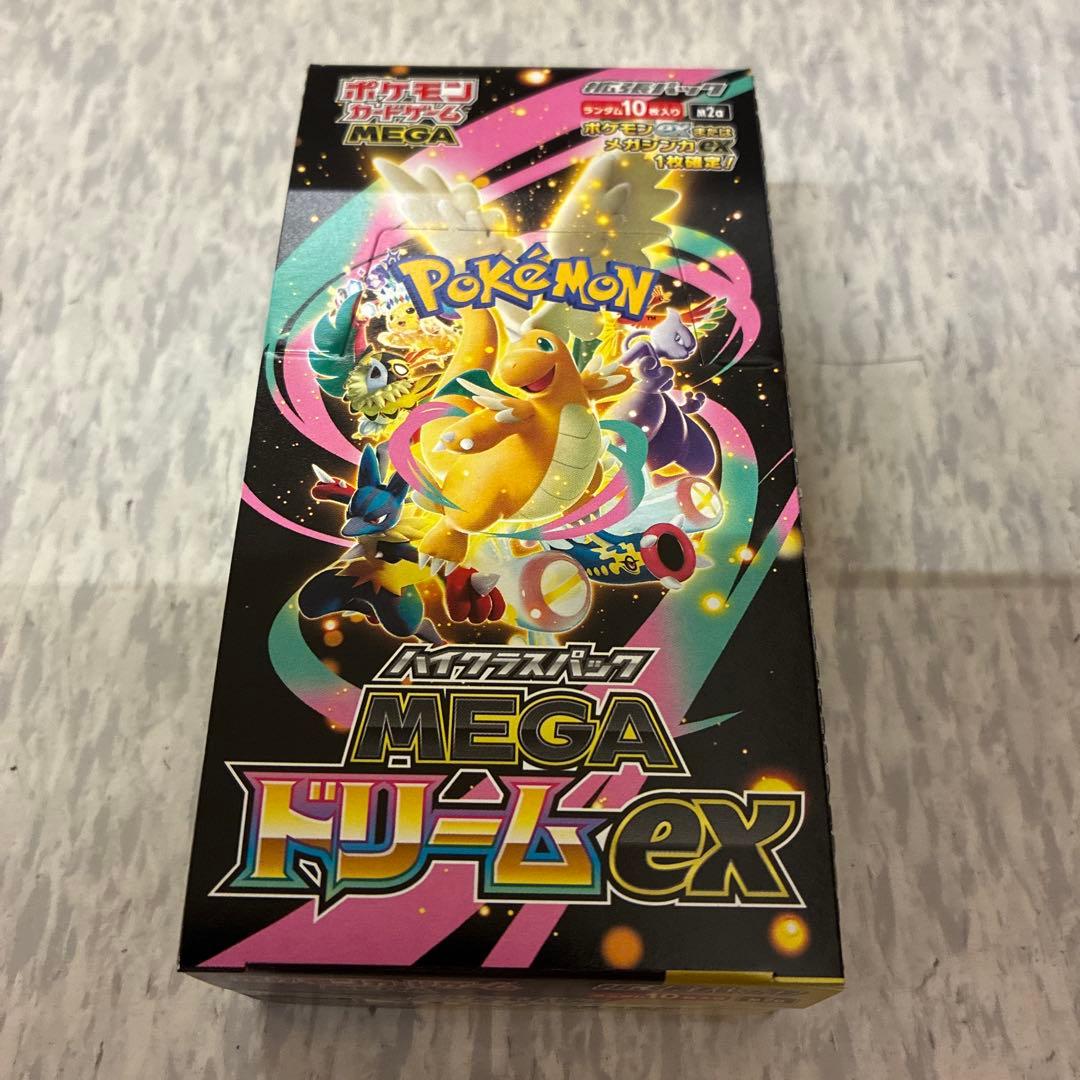 ポケモン
カードゲーム
MEGA
拡張パック
ランダム10枚入り
m2a
ポケモンexまたは
メガシンカex
1枚確定！
POKéMON
TM
ハイクラスパック
MEGA
ドリームex